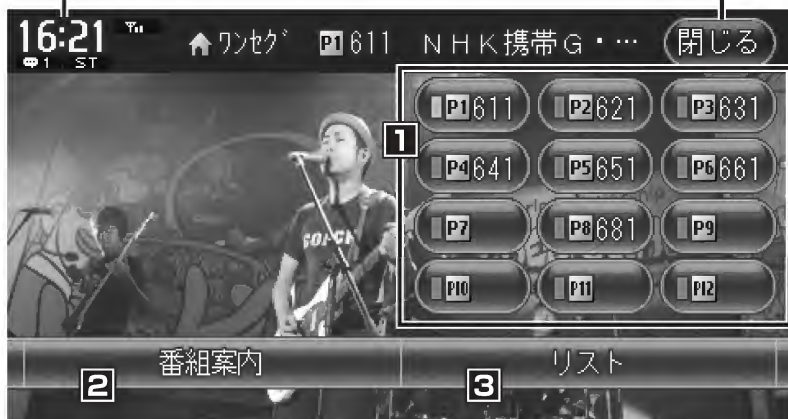 16:21 ワンセグ P1 611 NHK携帯G・… 閉じる
1 ST
1
P1 611 P2 621 P3 631
P4 641 P5 651 P6 661
P7 P8 681 P9
P10 P11 P12
番組案内 リスト
2 3